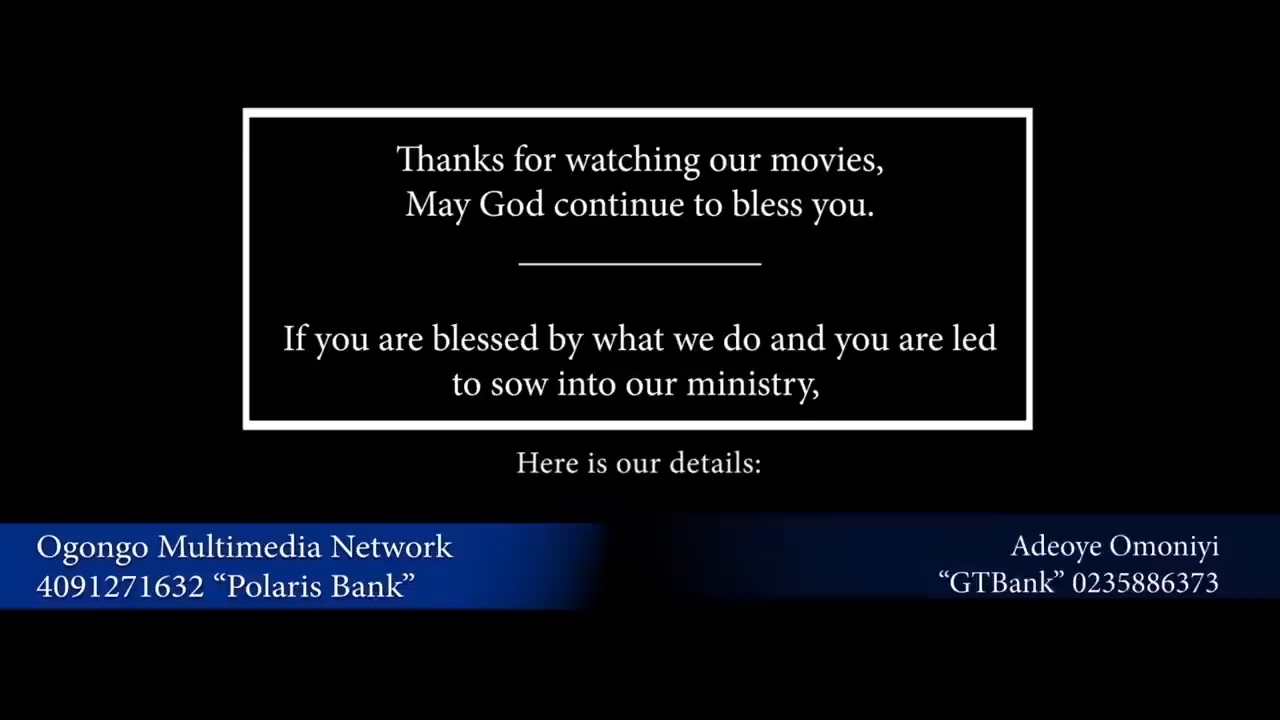 Thanks for watching our movies,
May God continue to bless you.
If you are blessed by what we do and you are led
to sow into our ministry,
Here is our details:
Ogongo Multimedia Network
4091271632 “Polaris Bank”
Adeoye Omoniyi
“GTBank” 0235886373